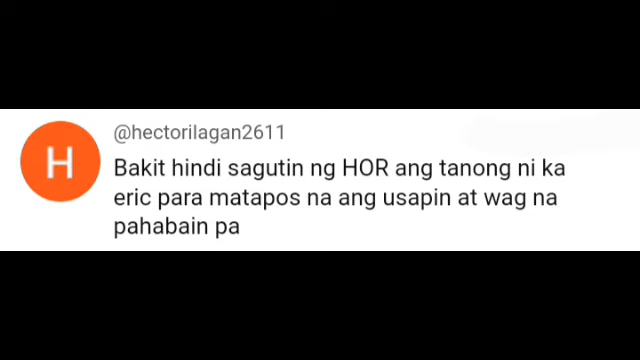 H
@hectorilagan2611
Bakit hindi sagutin ng HOR ang tanong ni ka
eric para matapos na ang usapin at wag na
pahabain pa